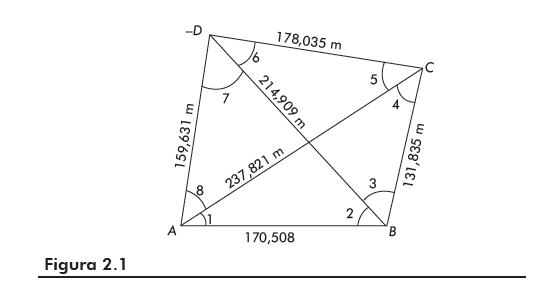 –D
178,035 m
C
6
5
7
4
214,909 m
159,631 m
237,821 m
131,835 m
8
3
1
2
A
B
170,508
Figura 2.1